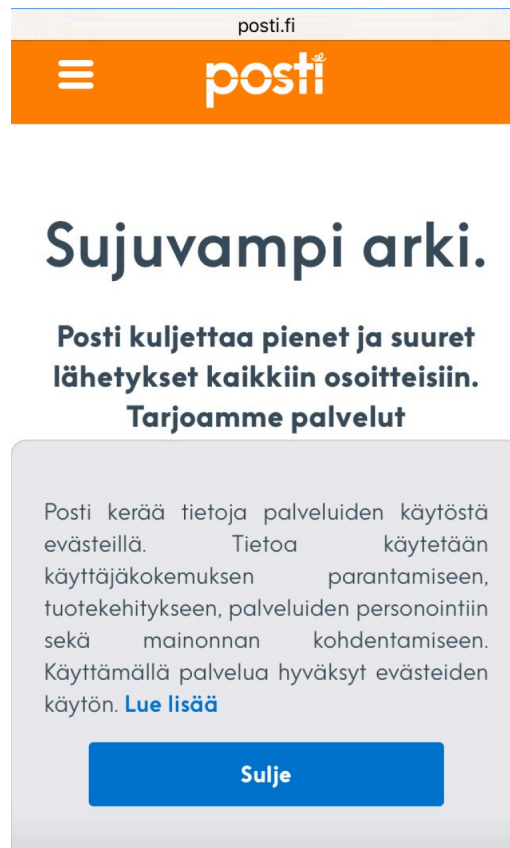 posti.fi
posti
Sujuvampi arki.
Posti kuljettaa pienet ja suuret
lähetykset kaikkiin osoitteisiin.
Tarjoamme palvelut
Posti kerää tietoja palveluiden käytöstä
evästeillä. Tietoa käytetään
käyttäjäkokemuksen parantamiseen,
tuotekehitykseen, palveluiden personointiin
sekä mainonnan kohdentamiseen.
Käyttämällä palvelua hyväksyt evästeiden
käytön. Lue lisää
Sulje